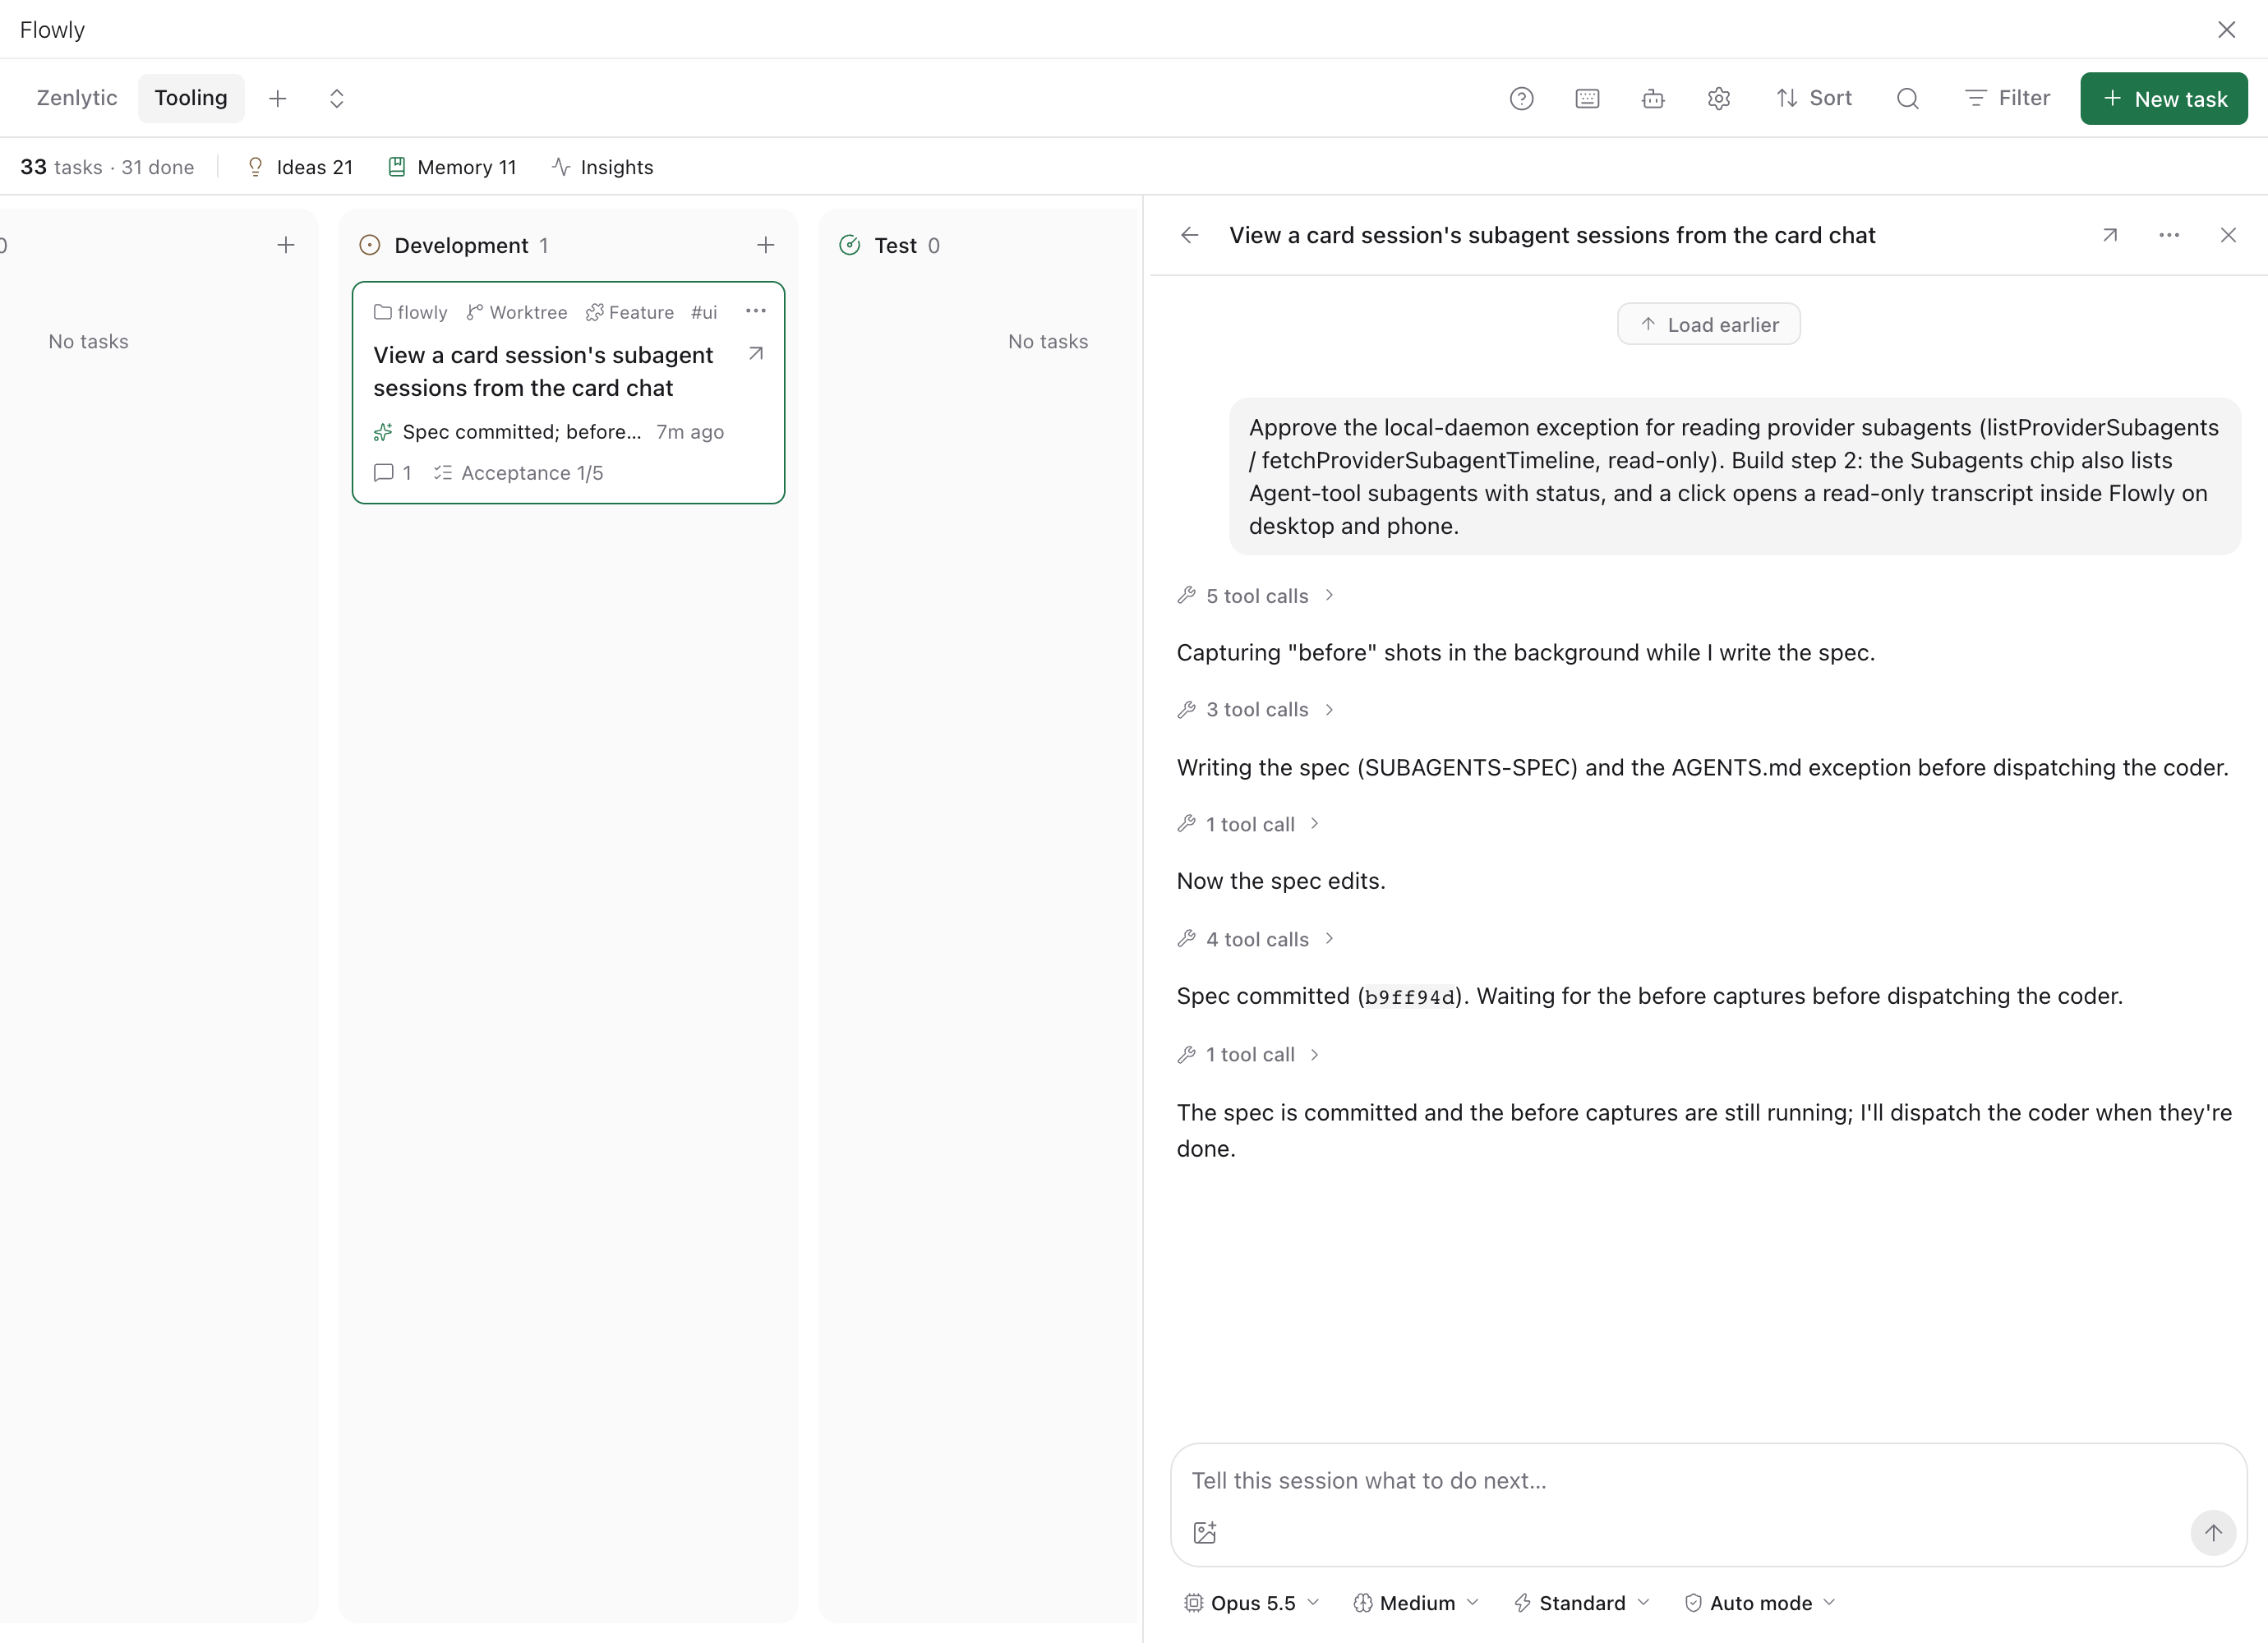 Flowly
Zenlytic
Tooling
Sort
Filter
New task
33 tasks · 31 done
Ideas 21
Memory 11
Insights
0
No tasks
Development 1
flowly
Worktree
Feature
#ui
View a card session's subagent
sessions from the card chat
Spec committed; before... 7m ago
1
Acceptance 1/5
Test 0
No tasks
View a card session's subagent sessions from the card chat
Load earlier
Approve the local-daemon exception for reading provider subagents (listProviderSubagents
/ fetchProviderSubagentTimeline, read-only). Build step 2: the Subagents chip also lists
Agent-tool subagents with status, and a click opens a read-only transcript inside Flowly on
desktop and phone.
5 tool calls
Capturing "before" shots in the background while I write the spec.
3 tool calls
Writing the spec (SUBAGENTS-SPEC) and the AGENTS.md exception before dispatching the coder.
1 tool call
Now the spec edits.
4 tool calls
Spec committed (b9ff94d). Waiting for the before captures before dispatching the coder.
1 tool call
The spec is committed and the before captures are still running; I'll dispatch the coder when they're
done.
Tell this session what to do next...
Opus 5.5
Medium
Standard
Auto mode